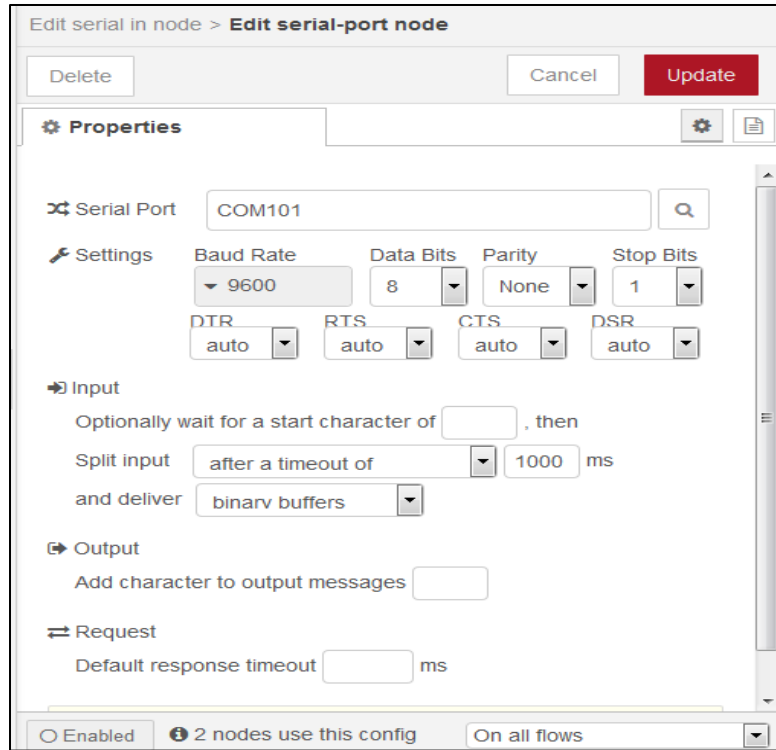 Edit serial in node > Edit serial-port node
Delete Cancel Update
Properties
Serial Port COM101
Settings Baud Rate Data Bits Parity Stop Bits
9600 8 None 1
DTR RTS CTS DSR
auto auto auto auto
Input
Optionally wait for a start character of , then
Split input after a timeout of 1000 ms
and deliver binary buffers
Output
Add character to output messages
Request
Default response timeout ms
Enabled 2 nodes use this config On all flows